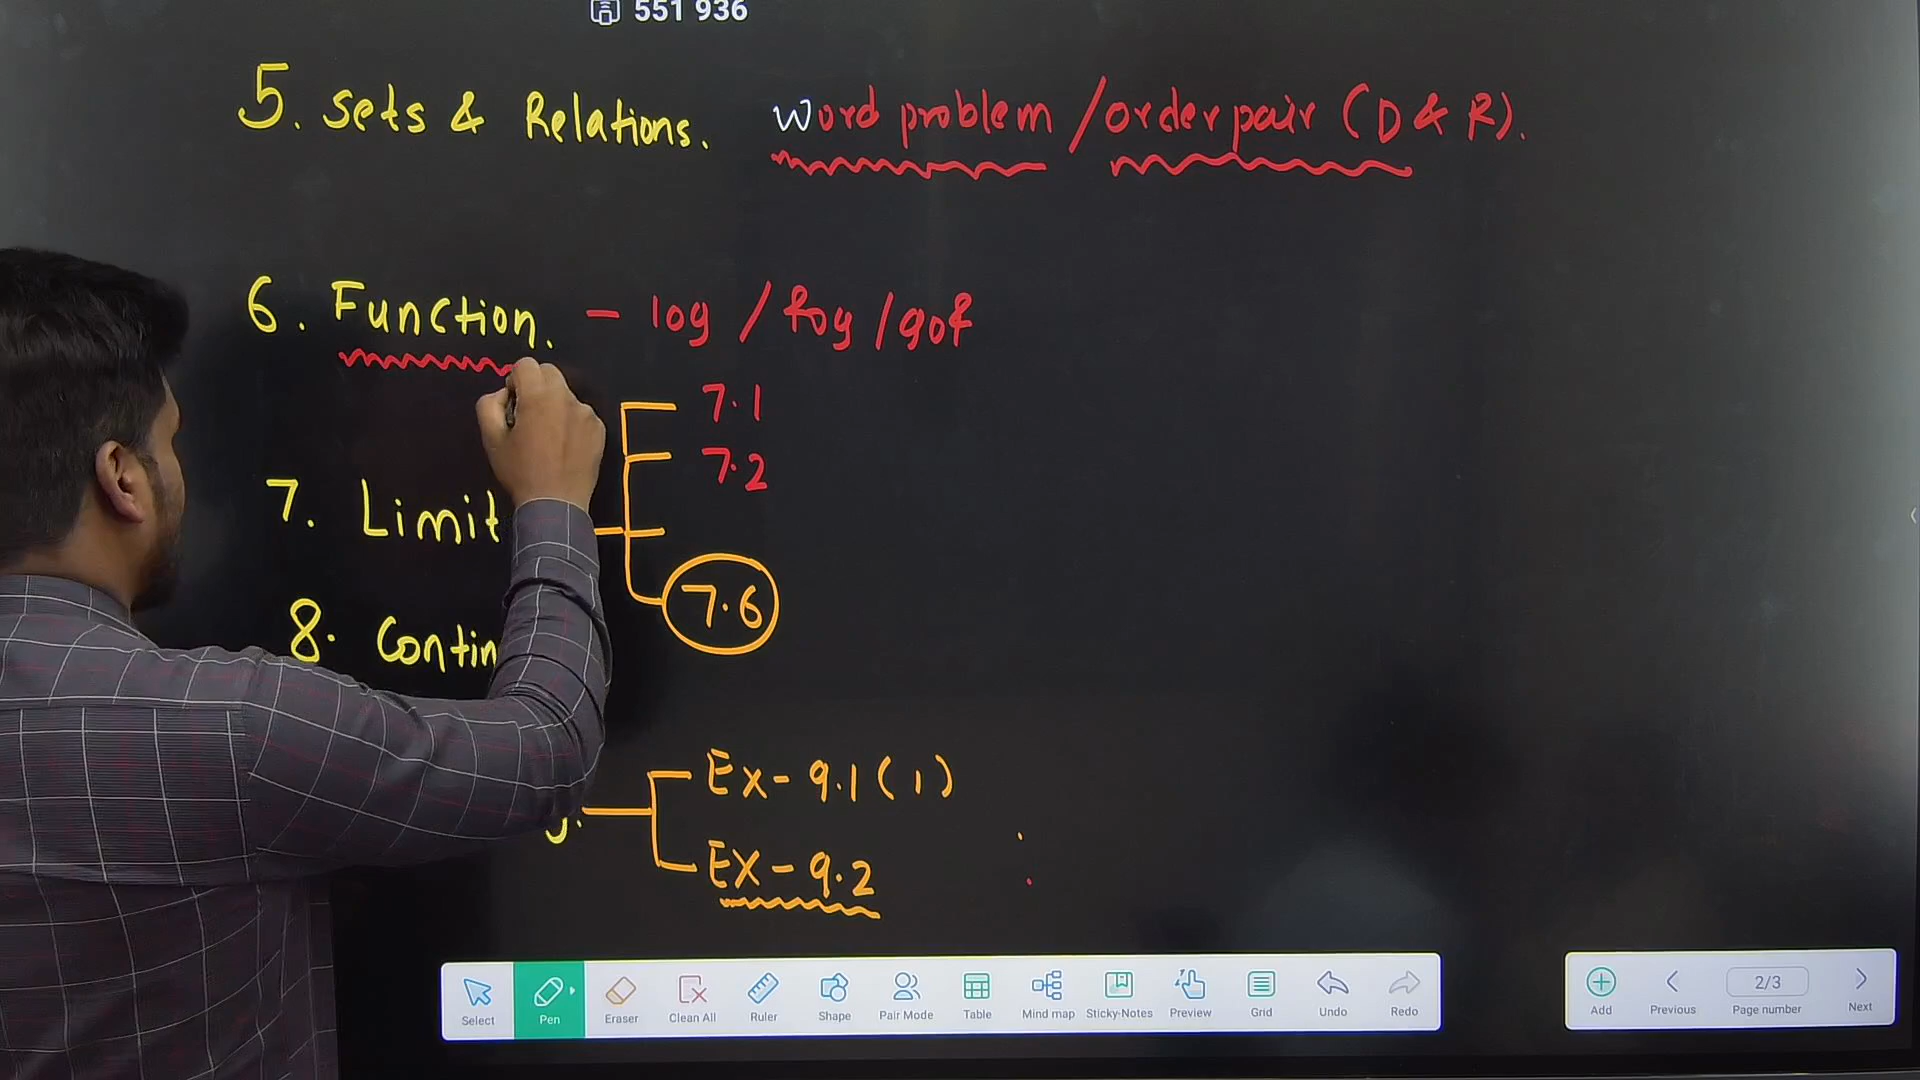 551 936
5. Sets & Relations. Word problem / order pair (D & R).
6. Function. - log / fog / gof
7.1
7.2
7. Limit
7.6
8. Contin
Ex-9.1(1)
EX-9.2
Select Pen Eraser Clean All Ruler Shape Pair Mode Table Mind map Sticky-Notes Preview Grid Undo Redo
Add Previous 2/3 Page number Next